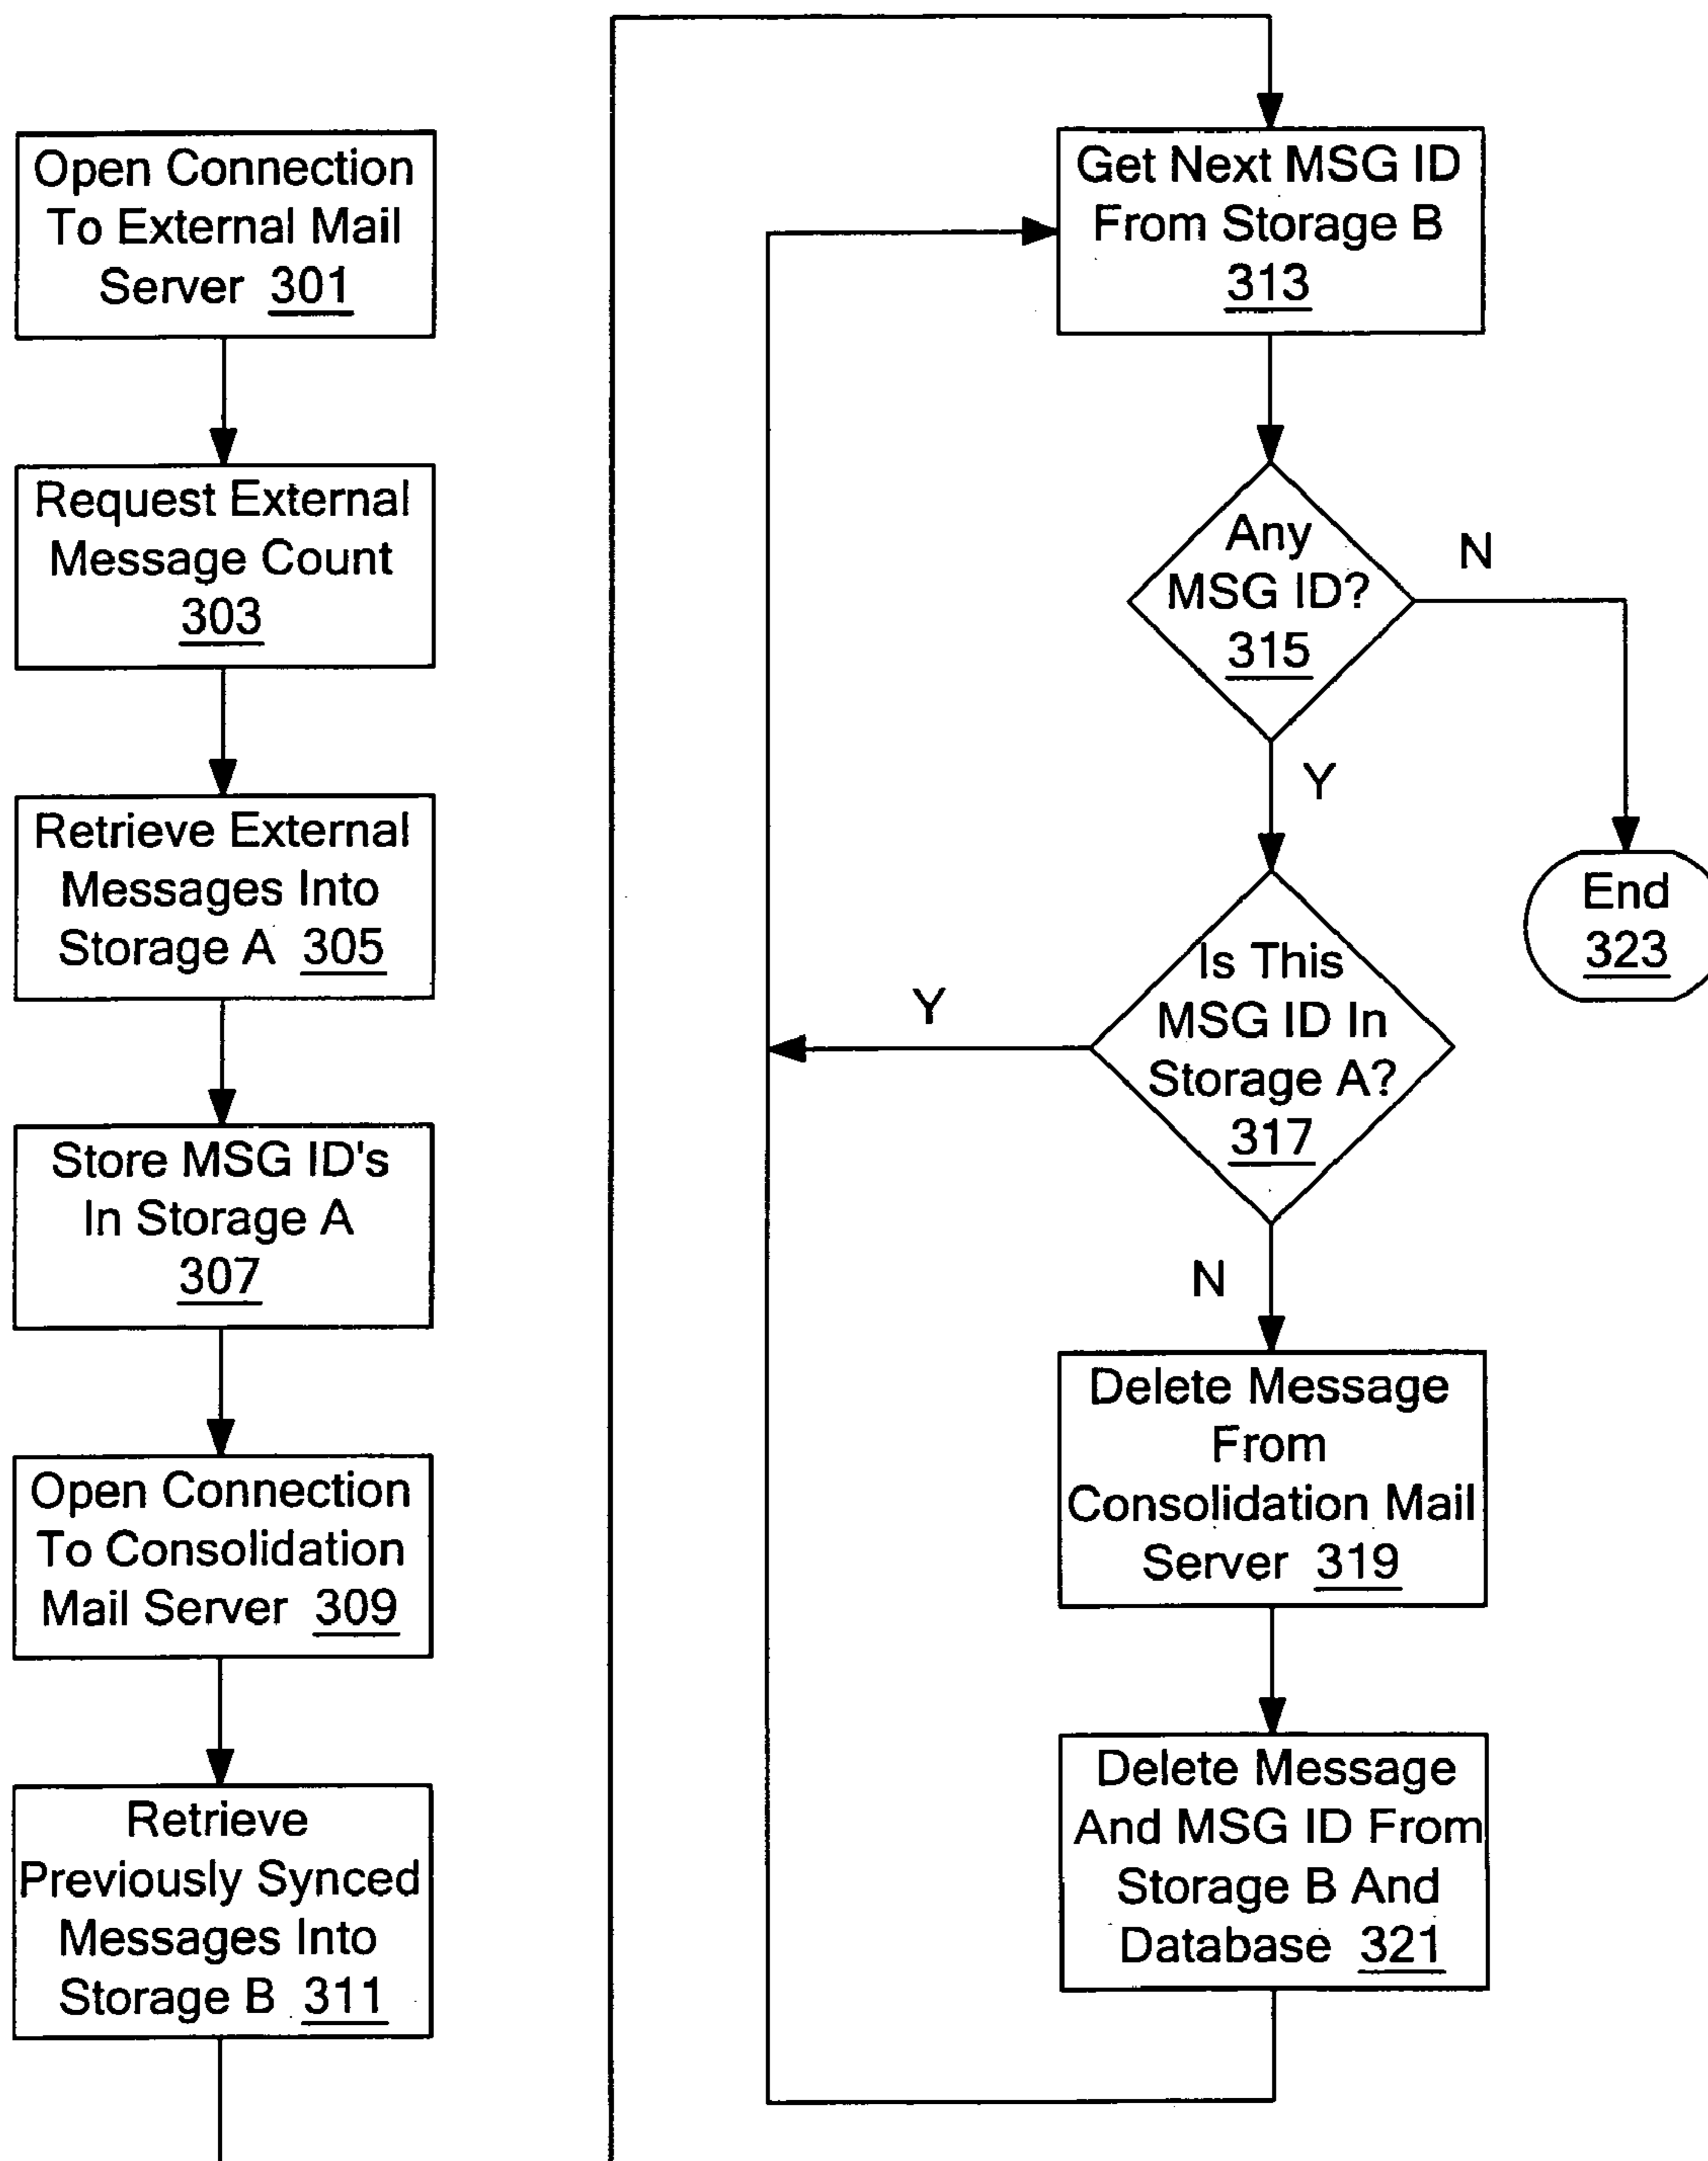 Open Connection
To External Mail
Server 301
Request External
Message Count
303
Retrieve External
Messages Into
Storage A 305
Store MSG ID's
In Storage A
307
Open Connection
To Consolidation
Mail Server 309
Retrieve
Previously Synced
Messages Into
Storage B 311
Get Next MSG ID
From Storage B
313
Any
MSG ID?
315
N
Y
End
323
Is This
MSG ID In
Storage A?
317
Y
N
Delete Message
From
Consolidation Mail
Server 319
Delete Message
And MSG ID From
Storage B And
Database 321